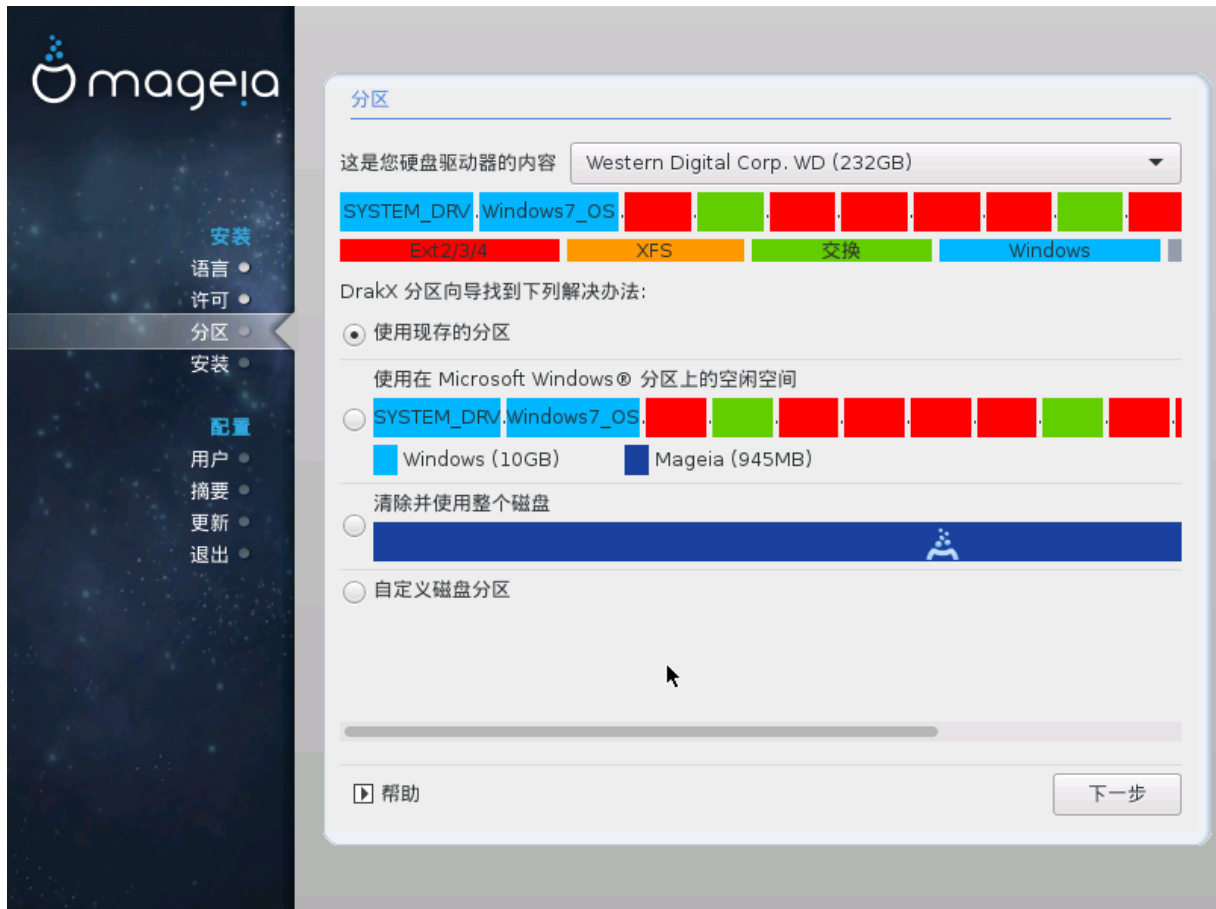 mageia
安装
语言
许可
分区
安装
配置
用户
摘要
更新
退出
分区
这是您硬盘驱动器的内容 Western Digital Corp. WD (232GB)
SYSTEM_DRV Windows7_OS
Ext2/3/4 XFS 交换 Windows
DrakX 分区向导找到下列解决办法:
使用现存的分区
使用在 Microsoft Windows® 分区上的空闲空间
SYSTEM_DRV Windows7_OS
Windows (10GB) Mageia (945MB)
清除并使用整个磁盘
自定义磁盘分区
帮助 下一步